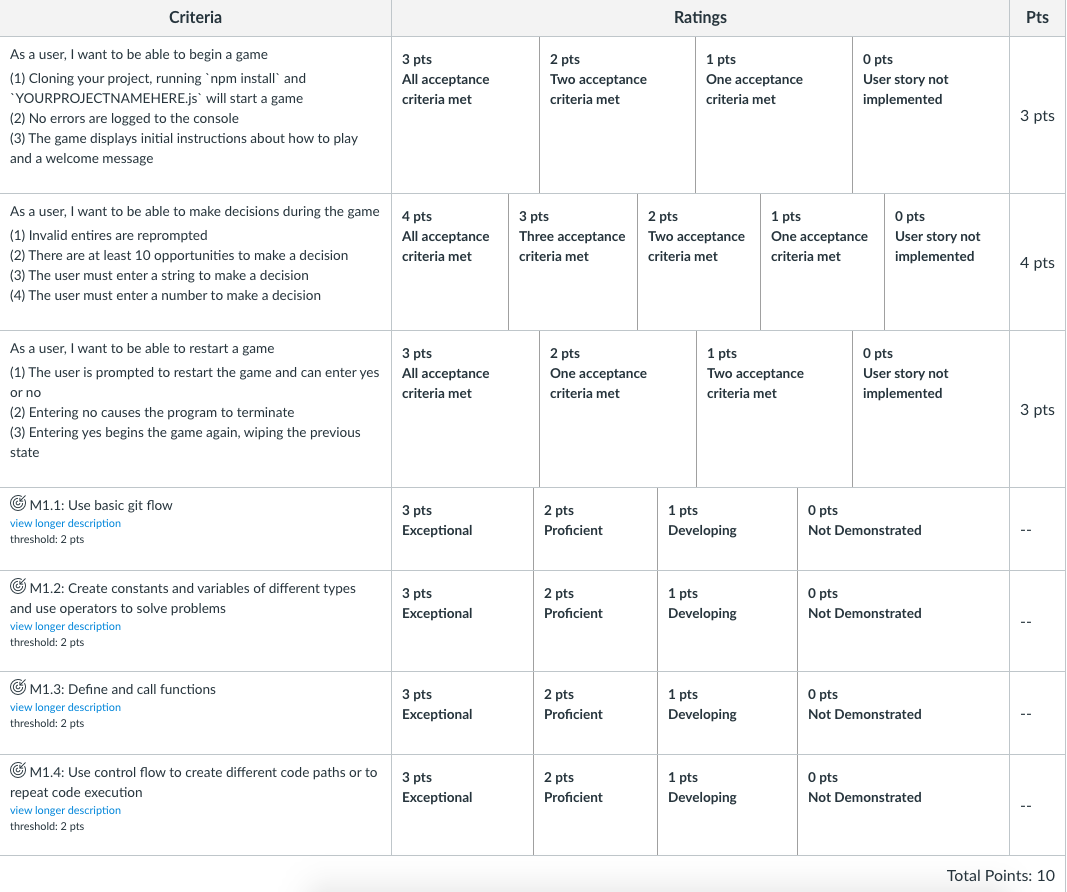 Criteria
Ratings
Pts
As a user, I want to be able to begin a game
(1) Cloning your project, running `npm install` and
`YOURPROJECTNAMEHERE.js` will start a game
(2) No errors are logged to the console
(3) The game displays initial instructions about how to play
and a welcome message
3 pts
All acceptance
criteria met
2 pts
Two acceptance
criteria met
1 pts
One acceptance
criteria met
0 pts
User story not
implemented
3 pts
As a user, I want to be able to make decisions during the game
(1) Invalid entires are reprompted
(2) There are at least 10 opportunities to make a decision
(3) The user must enter a string to make a decision
(4) The user must enter a number to make a decision
4 pts
All acceptance
criteria met
3 pts
Three acceptance
criteria met
2 pts
Two acceptance
criteria met
1 pts
One acceptance
criteria met
0 pts
User story not
implemented
4 pts
As a user, I want to be able to restart a game
(1) The user is prompted to restart the game and can enter yes
or no
(2) Entering no causes the program to terminate
(3) Entering yes begins the game again, wiping the previous
state
3 pts
All acceptance
criteria met
2 pts
One acceptance
criteria met
1 pts
Two acceptance
criteria met
0 pts
User story not
implemented
3 pts
M1.1: Use basic git flow
view longer description
threshold: 2 pts
3 pts
Exceptional
2 pts
Proficient
1 pts
Developing
0 pts
Not Demonstrated
--
M1.2: Create constants and variables of different types
and use operators to solve problems
view longer description
threshold: 2 pts
3 pts
Exceptional
2 pts
Proficient
1 pts
Developing
0 pts
Not Demonstrated
--
M1.3: Define and call functions
view longer description
threshold: 2 pts
3 pts
Exceptional
2 pts
Proficient
1 pts
Developing
0 pts
Not Demonstrated
--
M1.4: Use control flow to create different code paths or to
repeat code execution
view longer description
threshold: 2 pts
3 pts
Exceptional
2 pts
Proficient
1 pts
Developing
0 pts
Not Demonstrated
--
Total Points: 10